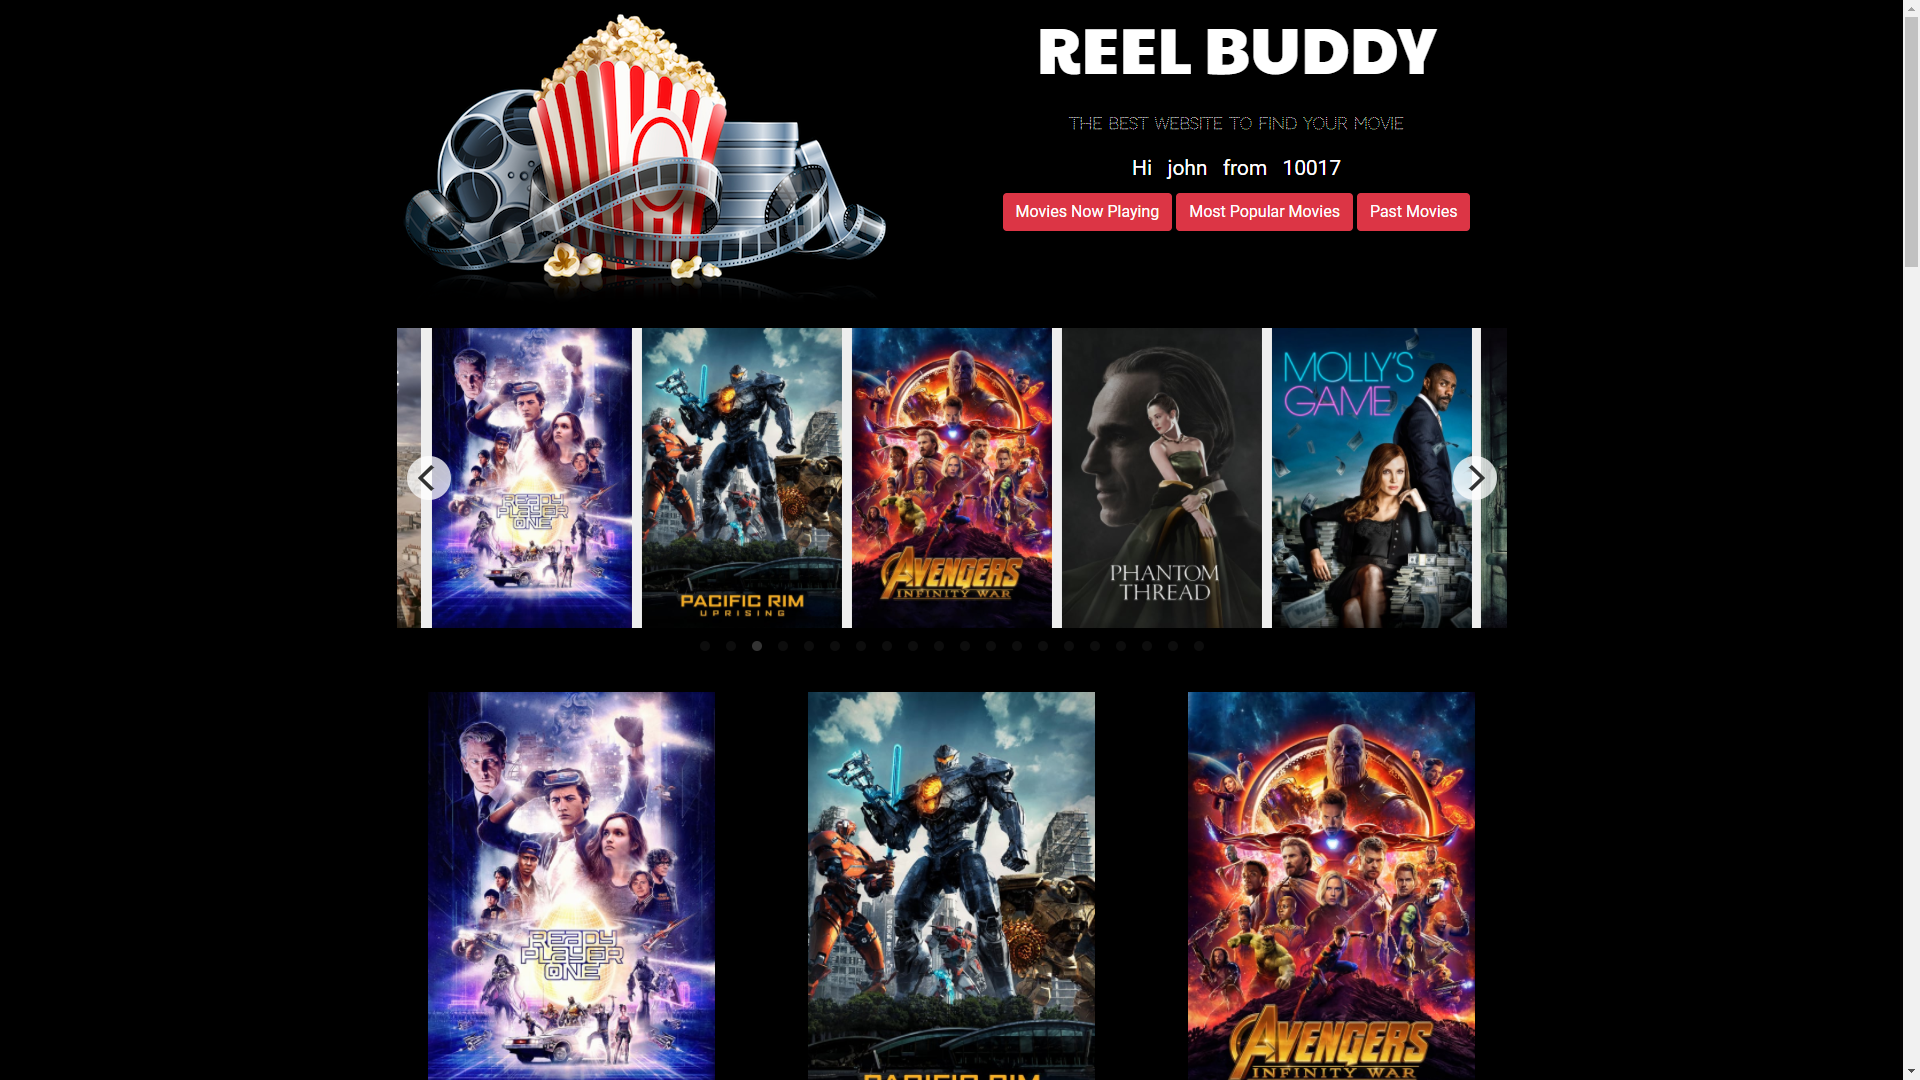 REEL BUDDY
THE BEST WEBSITE TO FIND YOUR MOVIE
Hi john from 10017
Movies Now Playing
Most Popular Movies
Past Movies
READY
PLAYER
ONE
PACIFIC RIM
UPRISING
AVENGERS
INFINITY WAR
PHANTOM
THREAD
MOLLY'S
GAME
READY
PLAYER
ONE
PACIFIC RIM
AVENGERS
INFINITY WAR